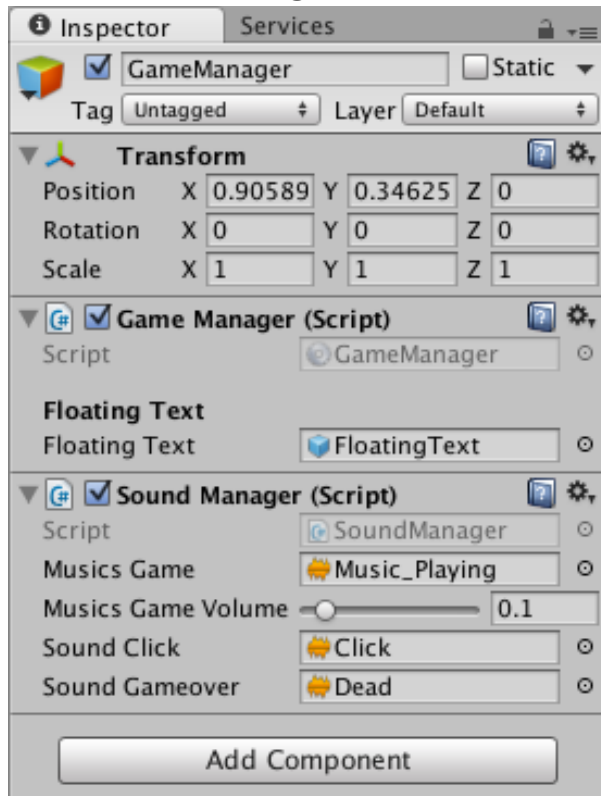 Inspector Services
GameManager Static
Tag Untagged Layer Default
Transform
Position X 0.90589 Y 0.34625 Z 0
Rotation X 0 Y 0 Z 0
Scale X 1 Y 1 Z 1
C# Game Manager (Script)
Script GameManager
Floating Text
Floating Text FloatingText
C# Sound Manager (Script)
Script SoundManager
Musics Game Music_Playing
Musics Game Volume 0.1
Sound Click Click
Sound Gameover Dead
Add Component